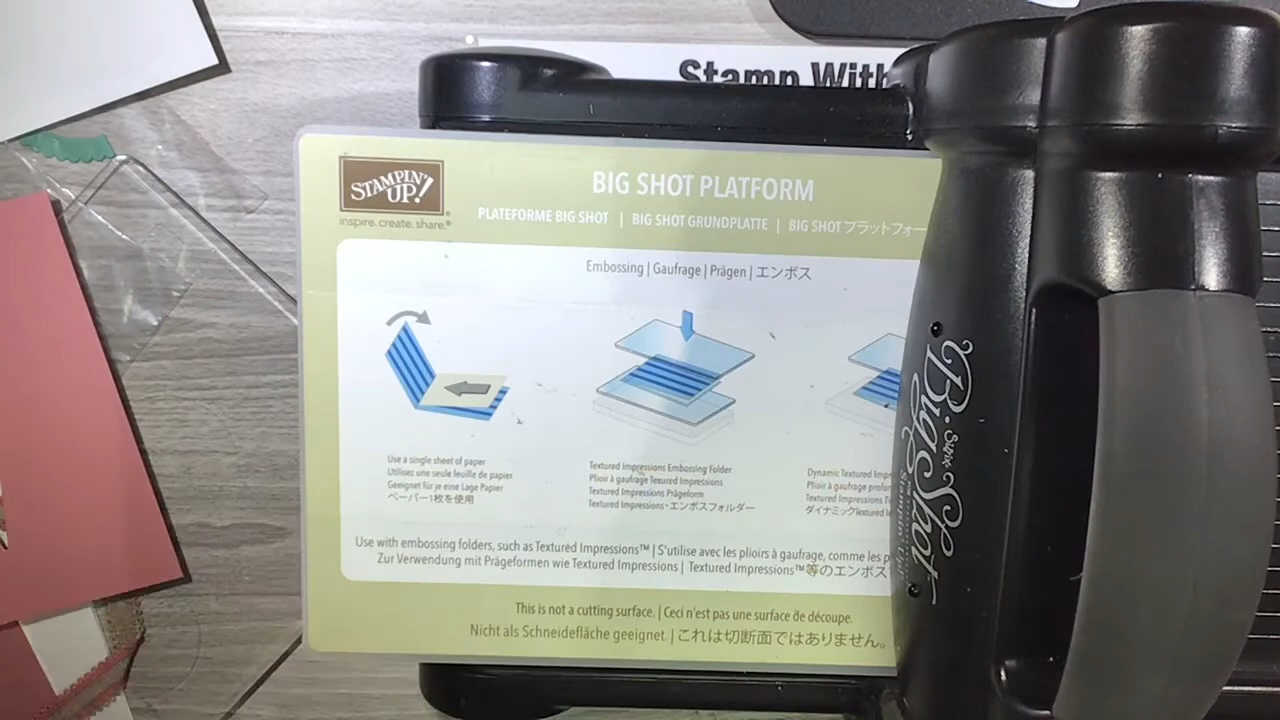 Stamp With
STAMPIN' UP!®
inspire. create. share.®
BIG SHOT PLATFORM
PLATEFORME BIG SHOT | BIG SHOT GRUNDPLATTE | BIG SHOT プラットフォー
Embossing | Gaufrage | Prägen | エンボス
Use a single sheet of paper
Utilisez une seule feuille de papier
Geeignet für je eine Lage Papier
ペーパー1枚を使用
Textured Impressions Embossing Folder
Plioir à gaufrage Textured Impressions
Textured Impressions Prägeform
Textured Impressions・エンボスフォルダー
Dynamic Textured Imp
Plioir à gaufrage profon
Textured Impressions
ダイナミックTextured I
Use with embossing folders, such as Textured Impressions™ | S'utilise avec les plioirs à gaufrage, comme les p
Zur Verwendung mit Prägeformen wie Textured Impressions | Textured Impressions™等のエンボス
This is not a cutting surface. | Ceci n'est pas une surface de découpe.
Nicht als Schneidefläche geeignet. | これは切断面ではありません。
Sizzix
Big Shot